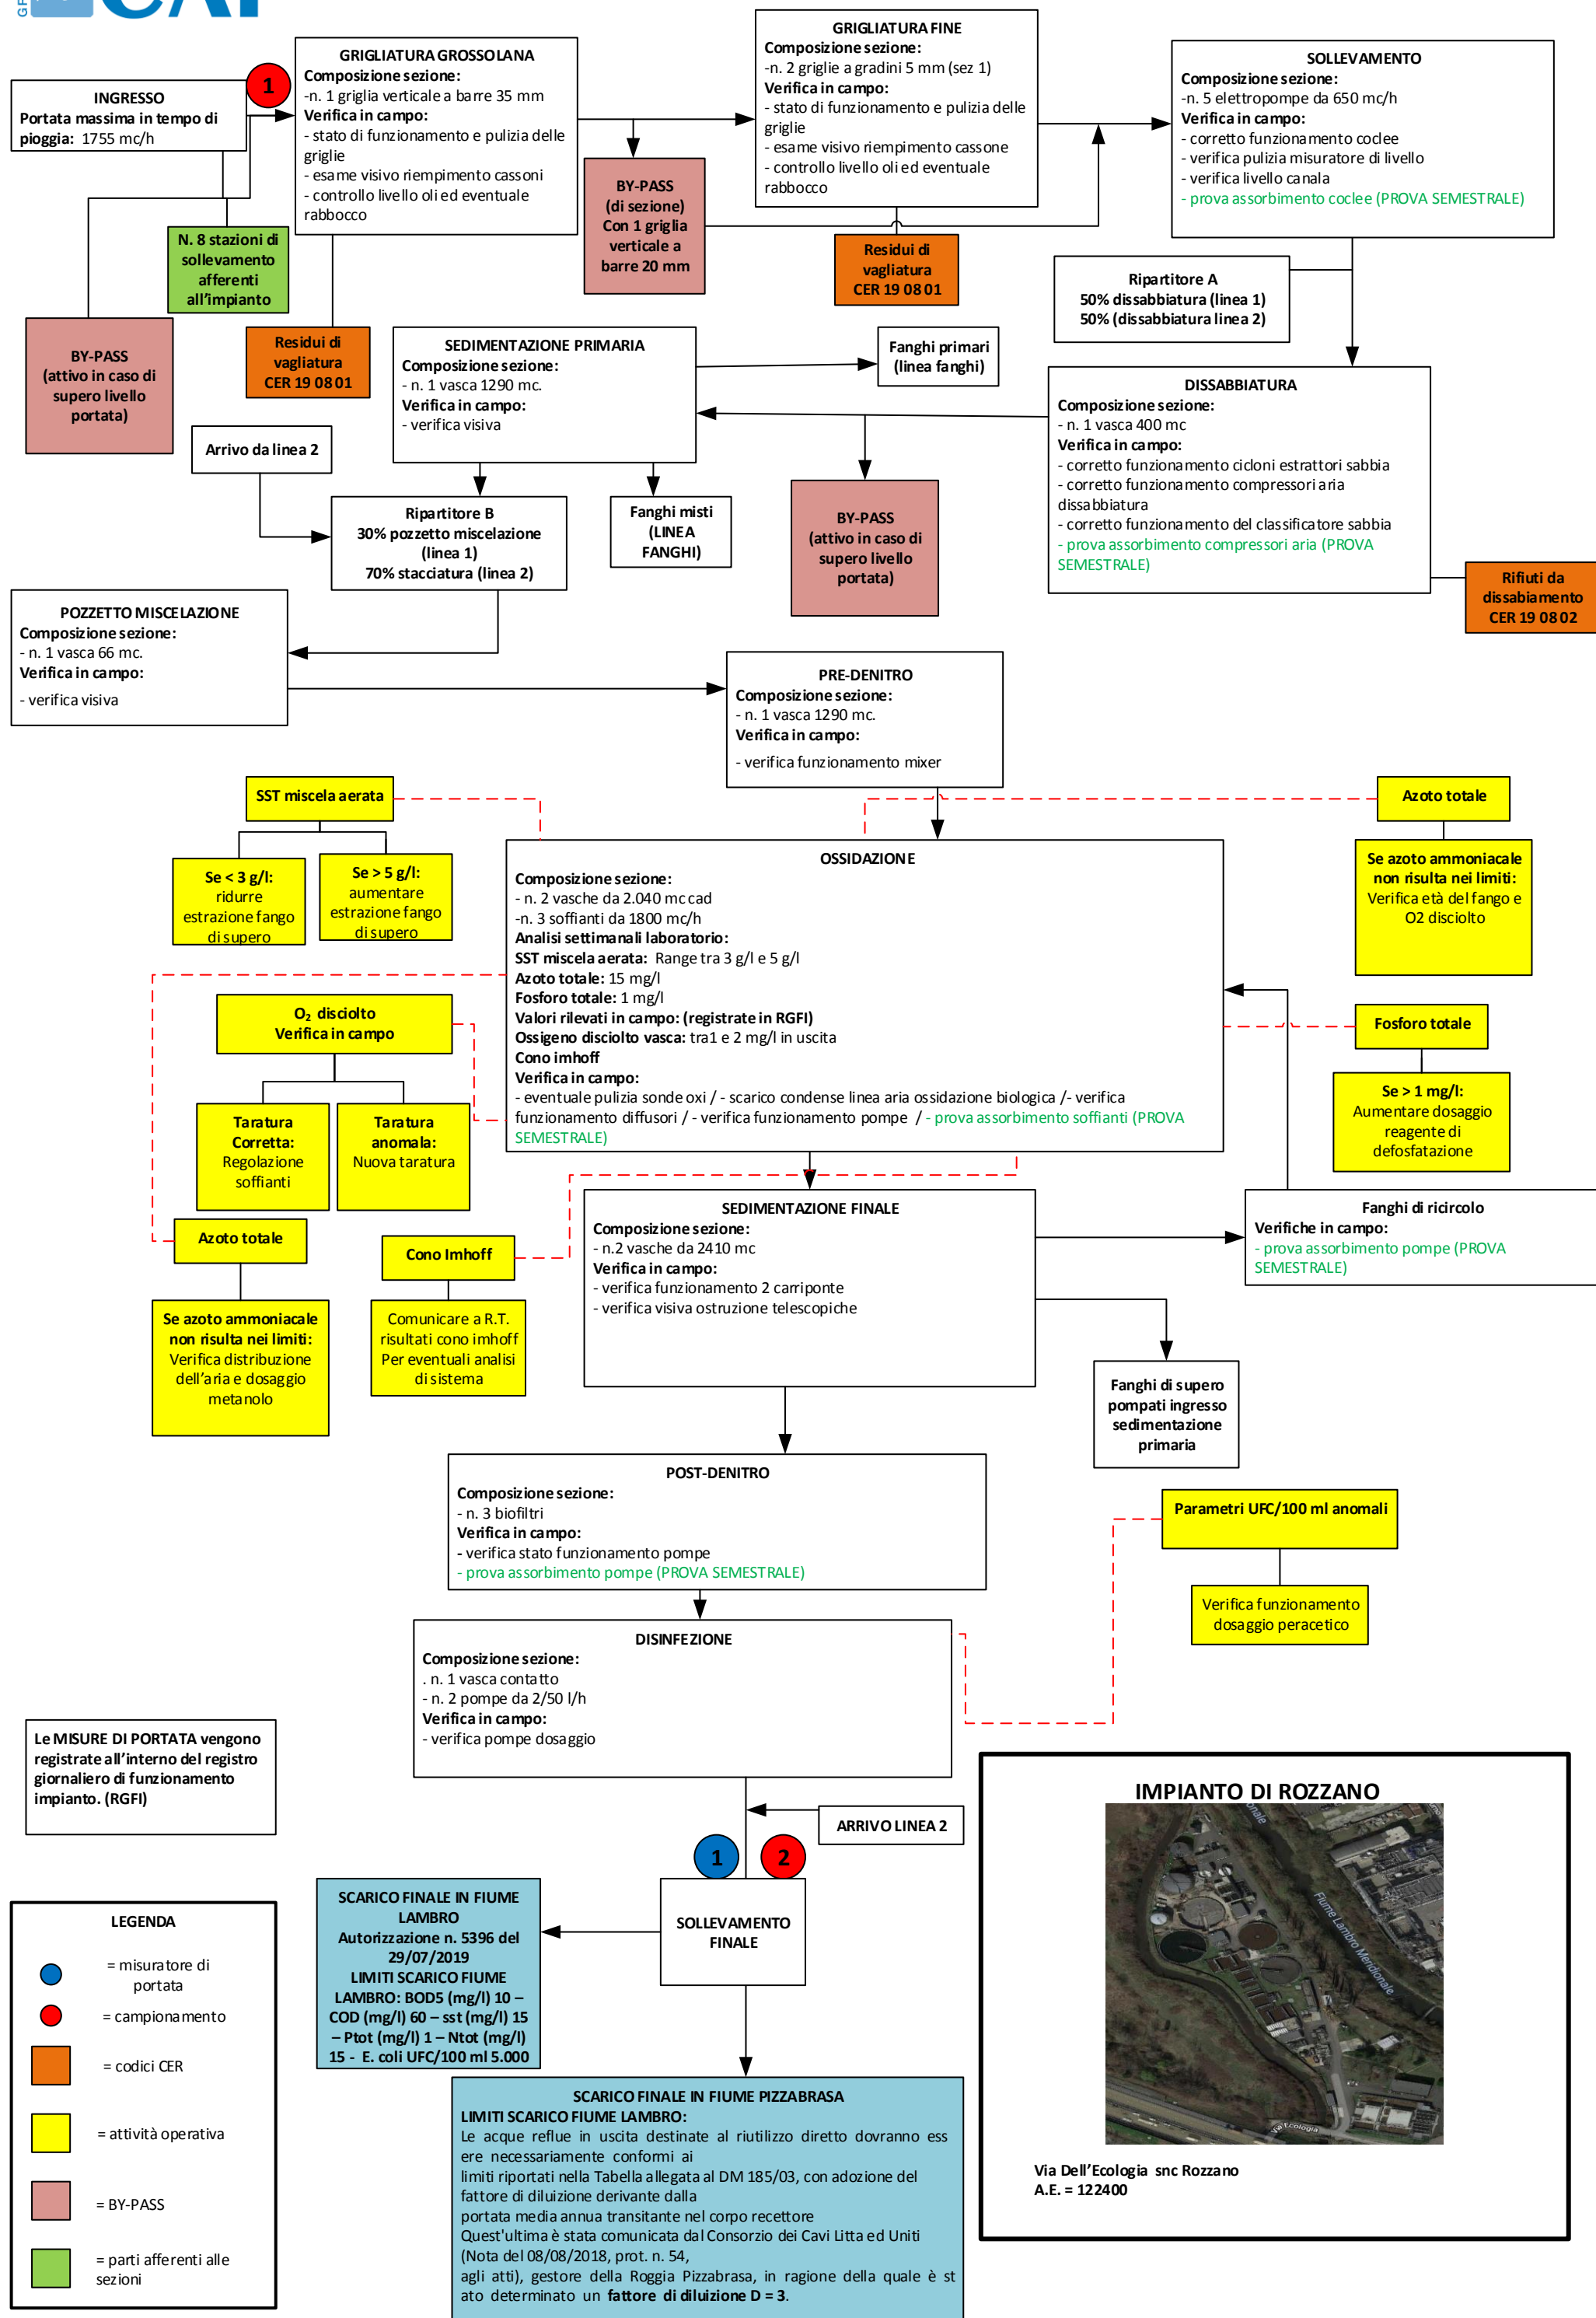 CAP
1
INGRESSO
Portata massima in tempo di
pioggia: 1755 mc/h
GRIGLIATURA GROSSOLANA
Composizione sezione:
-n. 1 griglia verticale a barre 35 mm
Verifica in campo:
- stato di funzionamento e pulizia delle
griglie
- esame visivo riempimento cassoni
- controllo livello oli ed eventuale
rabbocco
GRIGLIATURA FINE
Composizione sezione:
-n. 2 griglie a gradini 5 mm (sez 1)
Verifica in campo:
- stato di funzionamento e pulizia delle
griglie
- esame visivo riempimento cassone
- controllo livello oli ed eventuale
rabbocco
SOLLEVAMENTO
Composizione sezione:
-n. 5 elettropompe da 650 mc/h
Verifica in campo:
- corretto funzionamento coclee
- verifica pulizia misuratore di livello
- verifica livello canala
- prova assorbimento coclee (PROVA SEMESTRALE)
BY-PASS
(di sezione)
Con 1 griglia
verticale a
barre 20 mm
N. 8 stazioni di
sollevamento
afferenti
all'impianto
Residui di
vagliatura
CER 19 08 01
Ripartitore A
50% dissabbiatura (linea 1)
50% (dissabbiatura linea 2)
BY-PASS
(attivo in caso di
supero livello
portata)
Residui di
vagliatura
CER 19 08 01
SEDIMENTAZIONE PRIMARIA
Composizione sezione:
- n. 1 vasca 1290 mc.
Verifica in campo:
- verifica visiva
Fanghi primari
(linea fanghi)
DISSABBIATURA
Composizione sezione:
- n. 1 vasca 400 mc
Verifica in campo:
- corretto funzionamento cicloni estrattori sabbia
- corretto funzionamento compressori aria
dissabbiatura
- corretto funzionamento del classificatore sabbia
- prova assorbimento compressori aria (PROVA
SEMESTRALE)
Arrivo da linea 2
Ripartitore B
30% pozzetto miscelazione
(linea 1)
70% stacciatura (linea 2)
Fanghi misti
(LINEA
FANGHI)
BY-PASS
(attivo in caso di
supero livello
portata)
Rifiuti da
dissabiamento
CER 19 08 02
POZZETTO MISCELAZIONE
Composizione sezione:
- n. 1 vasca 66 mc.
Verifica in campo:
- verifica visiva
PRE-DENITRO
Composizione sezione:
- n. 1 vasca 1290 mc.
Verifica in campo:
- verifica funzionamento mixer
SST miscela aerata
Se < 3 g/l:
ridurre
estrazione fango
di supero
Se > 5 g/l:
aumentare
estrazione fango
di supero
Azoto totale
Se azoto ammoniacale
non risulta nei limiti:
Verifica età del fango e
O2 disciolto
OSSIDAZIONE
Composizione sezione:
- n. 2 vasche da 2.040 mc cad
-n. 3 soffianti da 1800 mc/h
Analisi settimanali laboratorio:
SST miscela aerata: Range tra 3 g/l e 5 g/l
Azoto totale: 15 mg/l
Fosforo totale: 1 mg/l
Valori rilevati in campo: (registrate in RGFI)
Ossigeno disciolto vasca: tra1 e 2 mg/l in uscita
Cono imhoff
Verifica in campo:
- eventuale pulizia sonde oxi / - scarico condense linea aria ossidazione biologica /- verifica
funzionamento diffusori / - verifica funzionamento pompe / - prova assorbimento soffianti (PROVA
SEMESTRALE)
O₂ disciolto
Verifica in campo
Taratura
Corretta:
Regolazione
soffianti
Taratura
anomala:
Nuova taratura
Fosforo totale
Se > 1 mg/l:
Aumentare dosaggio
reagente di
defosfatazione
Azoto totale
Se azoto ammoniacale
non risulta nei limiti:
Verifica distribuzione
dell'aria e dosaggio
metanolo
Cono Imhoff
Comunicare a R.T.
risultati cono imhoff
Per eventuali analisi
di sistema
SEDIMENTAZIONE FINALE
Composizione sezione:
- n.2 vasche da 2410 mc
Verifica in campo:
- verifica funzionamento 2 carriponte
- verifica visiva ostruzione telescopiche
Fanghi di ricircolo
Verifiche in campo:
- prova assorbimento pompe (PROVA
SEMESTRALE)
Fanghi di supero
pompati ingresso
sedimentazione
primaria
POST-DENITRO
Composizione sezione:
- n. 3 biofiltri
Verifica in campo:
- verifica stato funzionamento pompe
- prova assorbimento pompe (PROVA SEMESTRALE)
Parametri UFC/100 ml anomali
Verifica funzionamento
dosaggio peracetico
DISINFEZIONE
Composizione sezione:
. n. 1 vasca contatto
- n. 2 pompe da 2/50 l/h
Verifica in campo:
- verifica pompe dosaggio
Le MISURE DI PORTATA vengono
registrate all'interno del registro
giornaliero di funzionamento
impianto. (RGFI)
ARRIVO LINEA 2
1
2
SOLLEVAMENTO
FINALE
SCARICO FINALE IN FIUME
LAMBRO
Autorizzazione n. 5396 del
29/07/2019
LIMITI SCARICO FIUME
LAMBRO: BOD5 (mg/l) 10 –
COD (mg/l) 60 – sst (mg/l) 15
– Ptot (mg/l) 1 – Ntot (mg/l)
15 - E. coli UFC/100 ml 5.000
SCARICO FINALE IN FIUME PIZZABRASA
LIMITI SCARICO FIUME LAMBRO:
Le acque reflue in uscita destinate al riutilizzo diretto dovranno ess
ere necessariamente conformi ai
limiti riportati nella Tabella allegata al DM 185/03, con adozione del
fattore di diluizione derivante dalla
portata media annua transitante nel corpo recettore
Quest'ultima è stata comunicata dal Consorzio dei Cavi Litta ed Uniti
(Nota del 08/08/2018, prot. n. 54,
agli atti), gestore della Roggia Pizzabrasa, in ragione della quale è st
ato determinato un fattore di diluizione D = 3.
LEGENDA
= misuratore di
portata
= campionamento
= codici CER
= attività operativa
= BY-PASS
= parti afferenti alle
sezioni
IMPIANTO DI ROZZANO
Fiume Lambro Meridionale
Via Ecologia
Via Dell'Ecologia snc Rozzano
A.E. = 122400